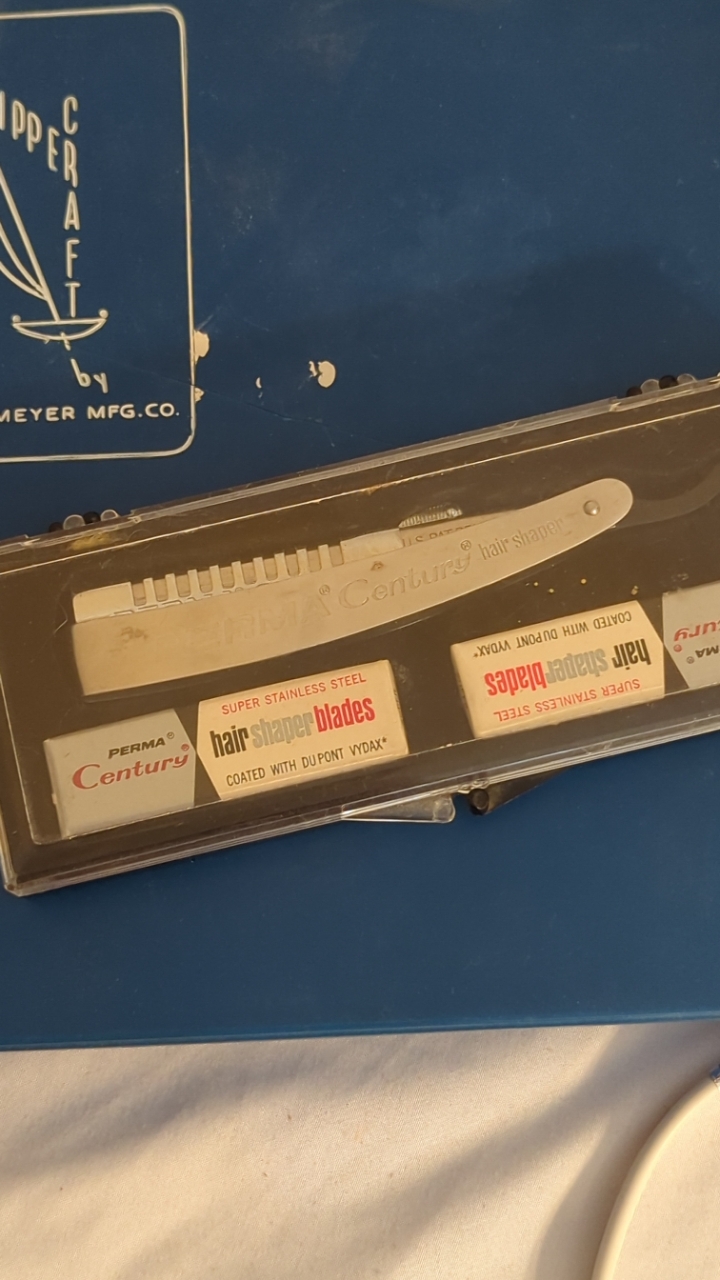 CRAFT
by
MEYER MFG.CO.
Century® hair shaper
PERMA®
Century®
SUPER STAINLESS STEEL
hair shaper blades
COATED WITH DU PONT VYDAX*
COATED WITH DU PONT VYDAX*
hair shaper blades
SUPER STAINLESS STEEL